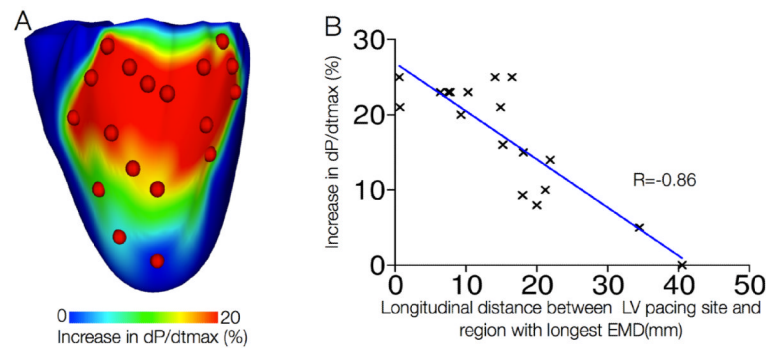 A
0
20
Increase in dP/dtmax (%)
B
Increase in dP/dtmax (%)
30
20
10
0
R=-0.86
0
10
20
30
40
50
Longitudinal distance between LV pacing site and
region with longest EMD(mm)